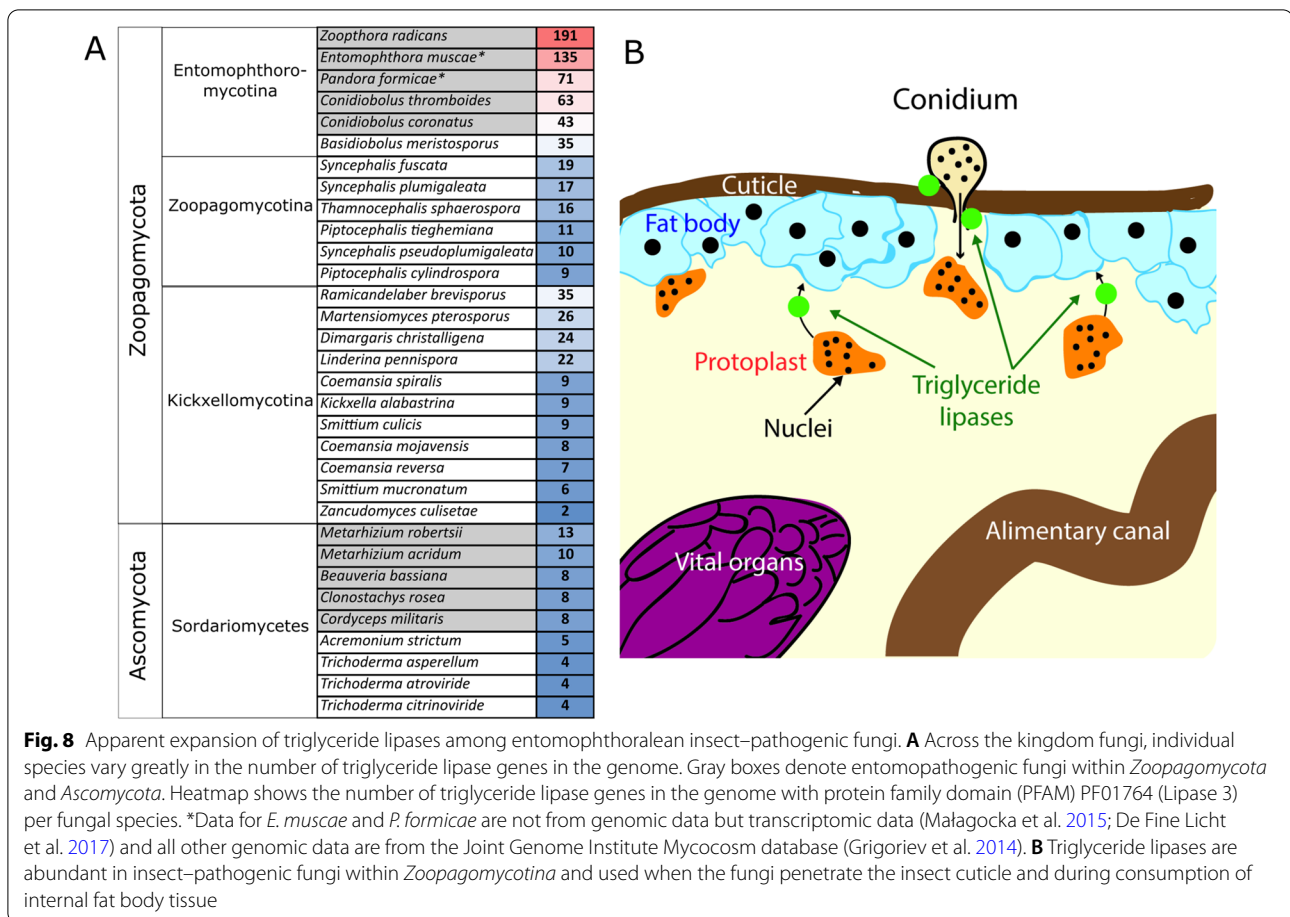 A
Zoopagomycota
Entomophthoro-
mycotina
Zoopthora radicans 191
Entomophthora muscae* 135
Pandora formicae* 71
Conidiobolus thromboides 63
Conidiobolus coronatus 43
Basidiobolus meristosporus 35
Zoopagomycotina
Syncephalis fuscata 19
Syncephalis plumigaleata 17
Thamnocephalis sphaerospora 16
Piptocephalis tieghemiana 11
Syncephalis pseudoplumigaleata 10
Piptocephalis cylindrospora 9
Kickxellomycotina
Ramicandelaber brevisporus 35
Martensiomyces pterosporus 26
Dimargaris christalligena 24
Linderina pennispora 22
Coemansia spiralis 9
Kickxella alabastrina 9
Smittium culicis 9
Coemansia mojavensis 8
Coemansia reversa 7
Smittium mucronatum 6
Zancudomyces culisetae 2
Ascomycota
Sordariomycetes
Metarhizium robertsii 13
Metarhizium acridum 10
Beauveria bassiana 8
Clonostachys rosea 8
Cordyceps militaris 8
Acremonium strictum 5
Trichoderma asperellum 4
Trichoderma atroviride 4
Trichoderma citrinoviride 4
B
Conidium
Cuticle
Fat body
Protoplast
Nuclei
Triglyceride
lipases
Vital organs
Alimentary canal
Fig. 8 Apparent expansion of triglyceride lipases among entomophthoralean insect–pathogenic fungi. A Across the kingdom fungi, individual
species vary greatly in the number of triglyceride lipase genes in the genome. Gray boxes denote entomopathogenic fungi within Zoopagomycota
and Ascomycota. Heatmap shows the number of triglyceride lipase genes in the genome with protein family domain (PFAM) PF01764 (Lipase 3)
per fungal species. *Data for E. muscae and P. formicae are not from genomic data but transcriptomic data (Małagocka et al. 2015; De Fine Licht
et al. 2017) and all other genomic data are from the Joint Genome Institute Mycocosm database (Grigoriev et al. 2014). B Triglyceride lipases are
abundant in insect–pathogenic fungi within Zoopagomycotina and used when the fungi penetrate the insect cuticle and during consumption of
internal fat body tissue